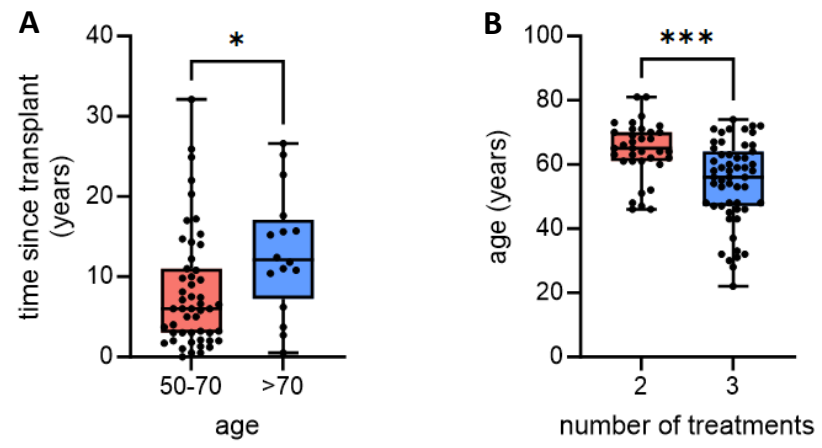 A
time since transplant
(years)
40
30
20
10
0
*
50-70
>70
age
B
age (years)
100
80
60
40
20
0
***
2
3
number of treatments